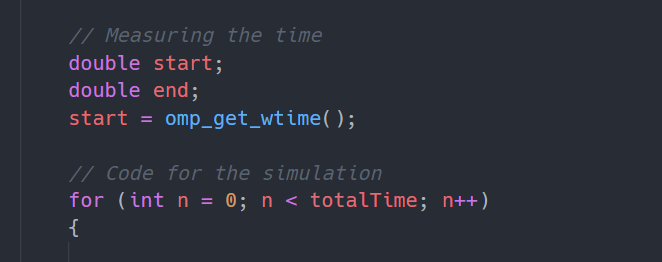 // Measuring the time
double start;
double end;
start = omp_get_wtime();
// Code for the simulation
for (int n = 0; n < totalTime; n++)
{